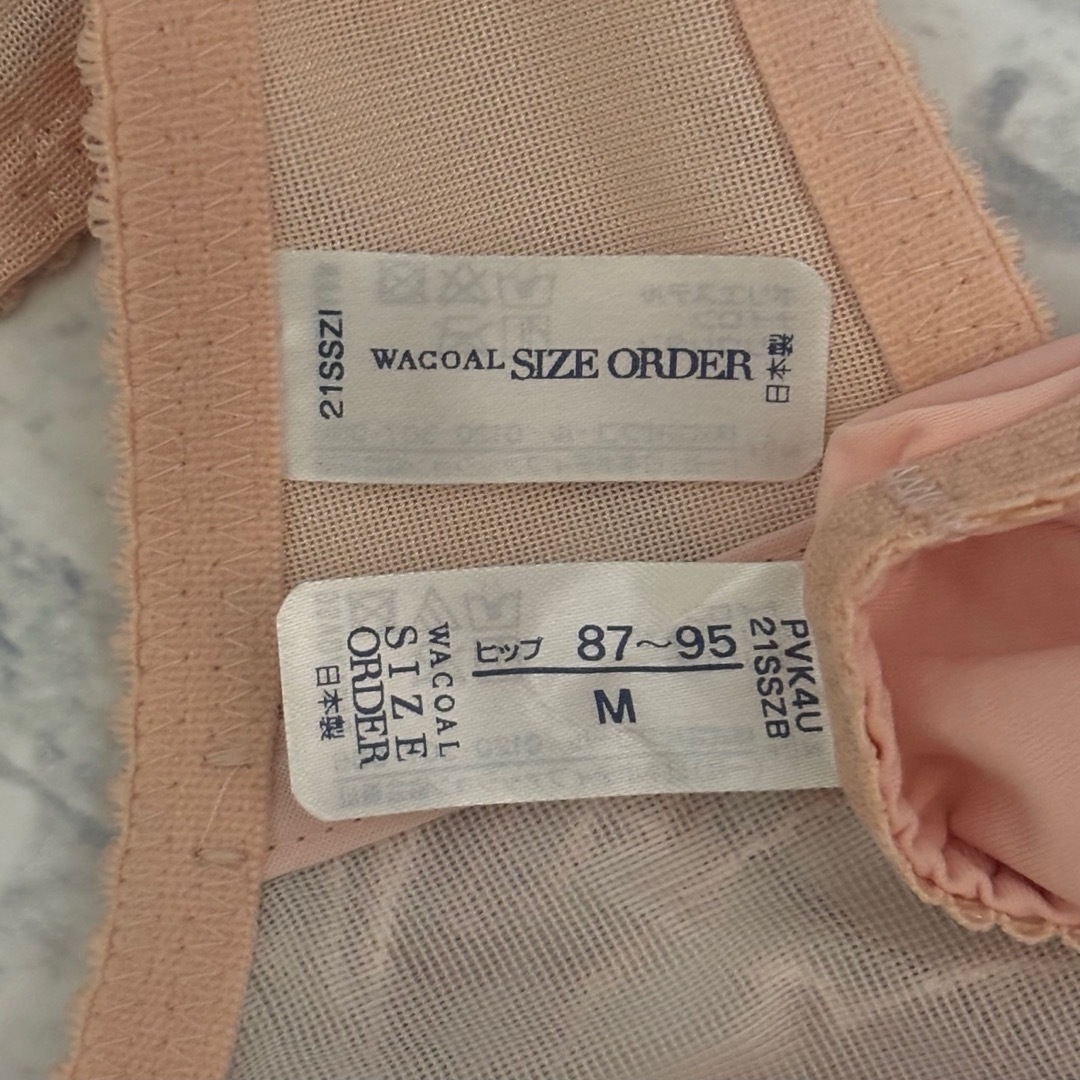 21SSZI
WACOAL SIZE ORDER
日本製
WACOAL
SIZE
ORDER
日本製
ヒップ 87〜95
M
PVK4U
21SSZB